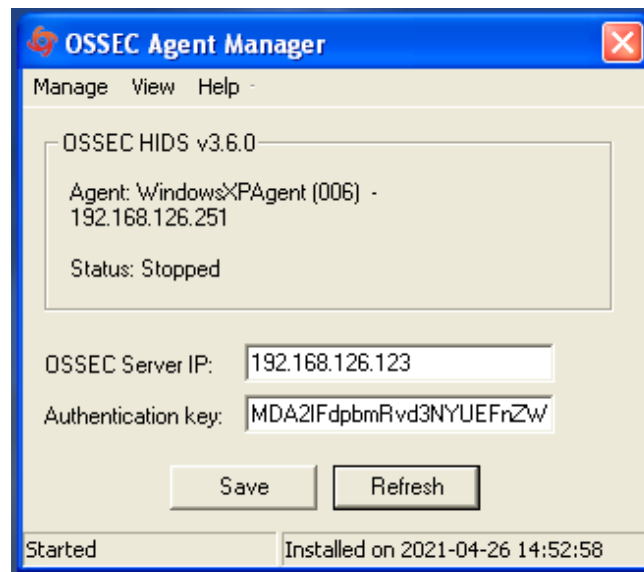 OSSEC Agent Manager
Manage View Help
OSSEC HIDS v3.6.0
Agent: WindowsXPAgent (006) -
192.168.126.251
Status: Stopped
OSSEC Server IP: 192.168.126.123
Authentication key: MDA2IFdpbmRvd3NYUEFnZW
Save Refresh
Started Installed on 2021-04-26 14:52:58